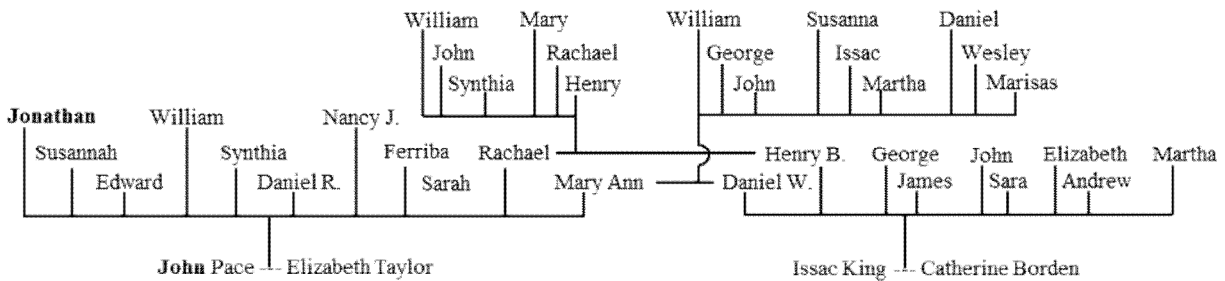 William Mary William Susanna Daniel
John Rachael George Issac Wesley
Synthia Henry John Martha Marisas
Jonathan William Nancy J.
Susannah Synthia Ferriba Rachael Henry B. George John Elizabeth Martha
Edward Daniel R. Sarah Mary Ann Daniel W. James Sara Andrew
John Pace --- Elizabeth Taylor Issac King --- Catherine Borden